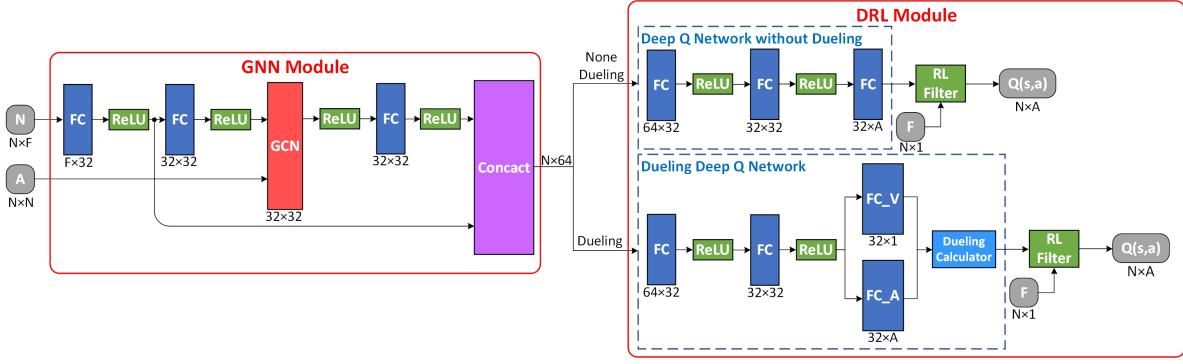 DRL Module
Deep Q Network without Dueling
GNN Module
None
Dueling
N
N×F
FC
F×32
ReLU
FC
32×32
ReLU
GCN
32×32
ReLU
FC
32×32
ReLU
Concact
N×64
A
N×N
FC
64×32
ReLU
FC
32×32
ReLU
FC
32×A
RL
Filter
F
N×1
Q(s,a)
N×A
Dueling Deep Q Network
Dueling
FC
64×32
ReLU
FC
32×32
ReLU
FC_V
32×1
FC_A
32×A
Dueling
Calculator
RL
Filter
F
N×1
Q(s,a)
N×A